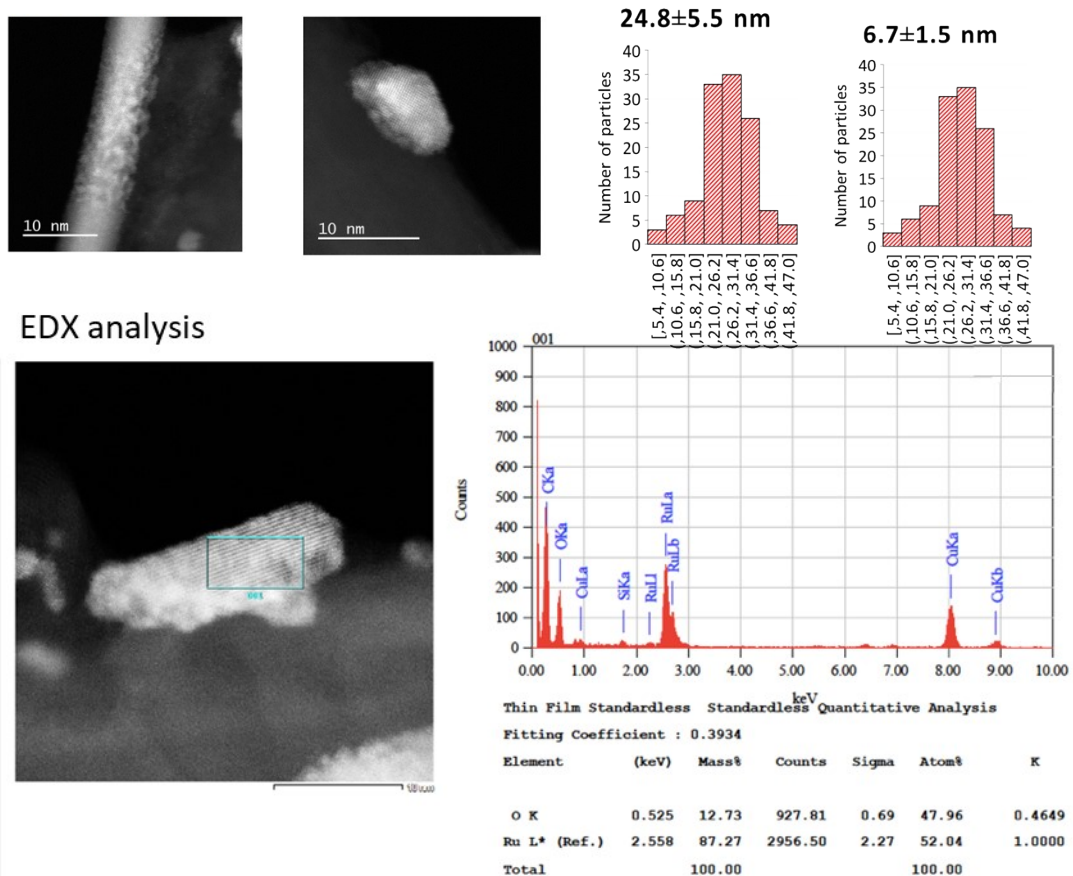 10 nm
10 nm
24.8±5.5 nm
Number of particles
40
35
30
25
20
15
10
5
0
[,5.4, ,10.6]
(,10.6, ,15.8]
(,15.8, ,21.0]
(,21.0, ,26.2]
(,26.2, ,31.4]
(,31.4, ,36.6]
(,36.6, ,41.8]
(,41.8, ,47.0]
6.7±1.5 nm
Number of particles
40
35
30
25
20
15
10
5
0
[,5.4, ,10.6]
(,10.6, ,15.8]
(,15.8, ,21.0]
(,21.0, ,26.2]
(,26.2, ,31.4]
(,31.4, ,36.6]
(,36.6, ,41.8]
(,41.8, ,47.0]
EDX analysis
001
001
Counts
1000
900
800
700
600
500
400
300
200
100
0
CKa
OKa
CuLa
SiKa
RuLl
RuLa
RuLb
CuKa
CuKb
0.00 1.00 2.00 3.00 4.00 5.00 6.00 7.00 8.00 9.00 10.00
keV
Thin Film Standardless Standardless Quantitative Analysis
Fitting Coefficient : 0.3934
Element (keV) Mass% Counts Sigma Atom% K
O K 0.525 12.73 927.81 0.69 47.96 0.4649
Ru L* (Ref.) 2.558 87.27 2956.50 2.27 52.04 1.0000
Total 100.00 100.00